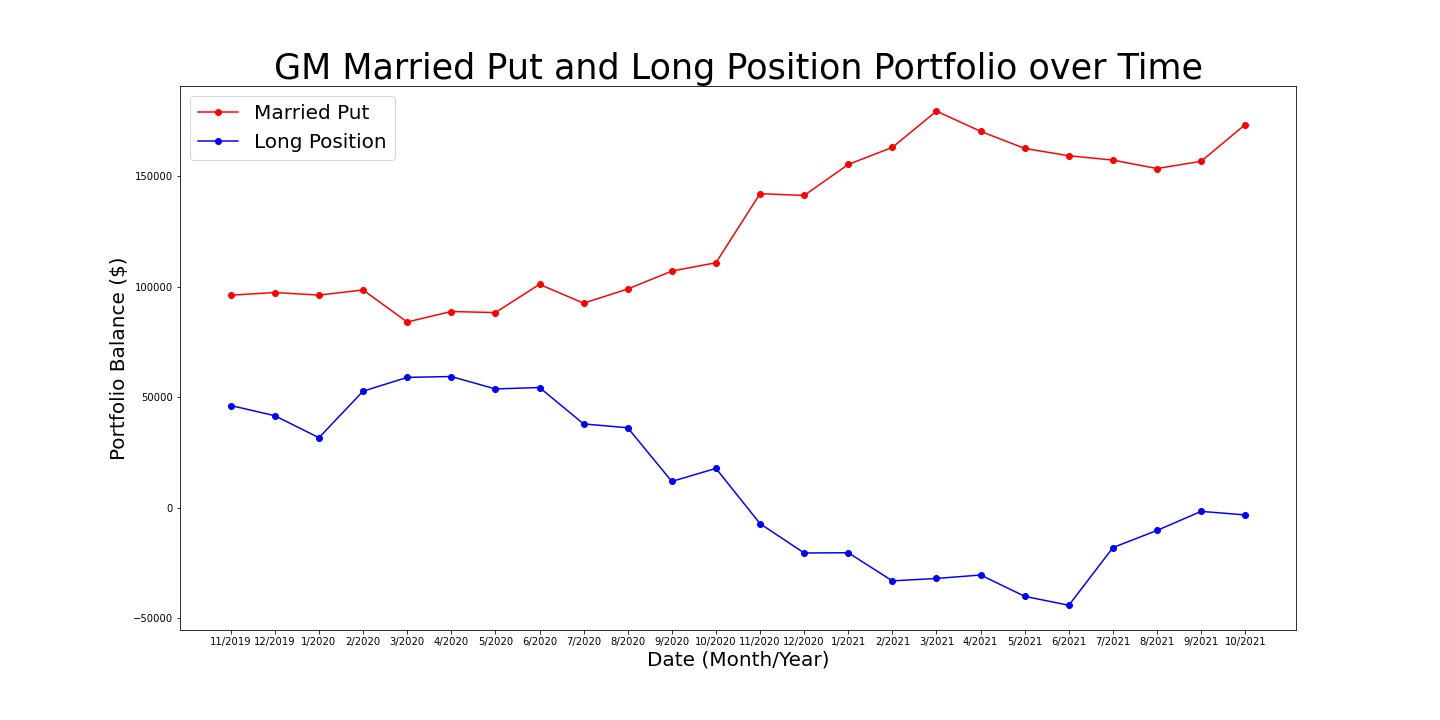 GM Married Put and Long Position Portfolio over Time
Married Put
Long Position
Portfolio Balance ($)
150000
100000
50000
0
−50000
11/2019 12/2019 1/2020 2/2020 3/2020 4/2020 5/2020 6/2020 7/2020 8/2020 9/2020 10/2020 11/2020 12/2020 1/2021 2/2021 3/2021 4/2021 5/2021 6/2021 7/2021 8/2021 9/2021 10/2021
Date (Month/Year)